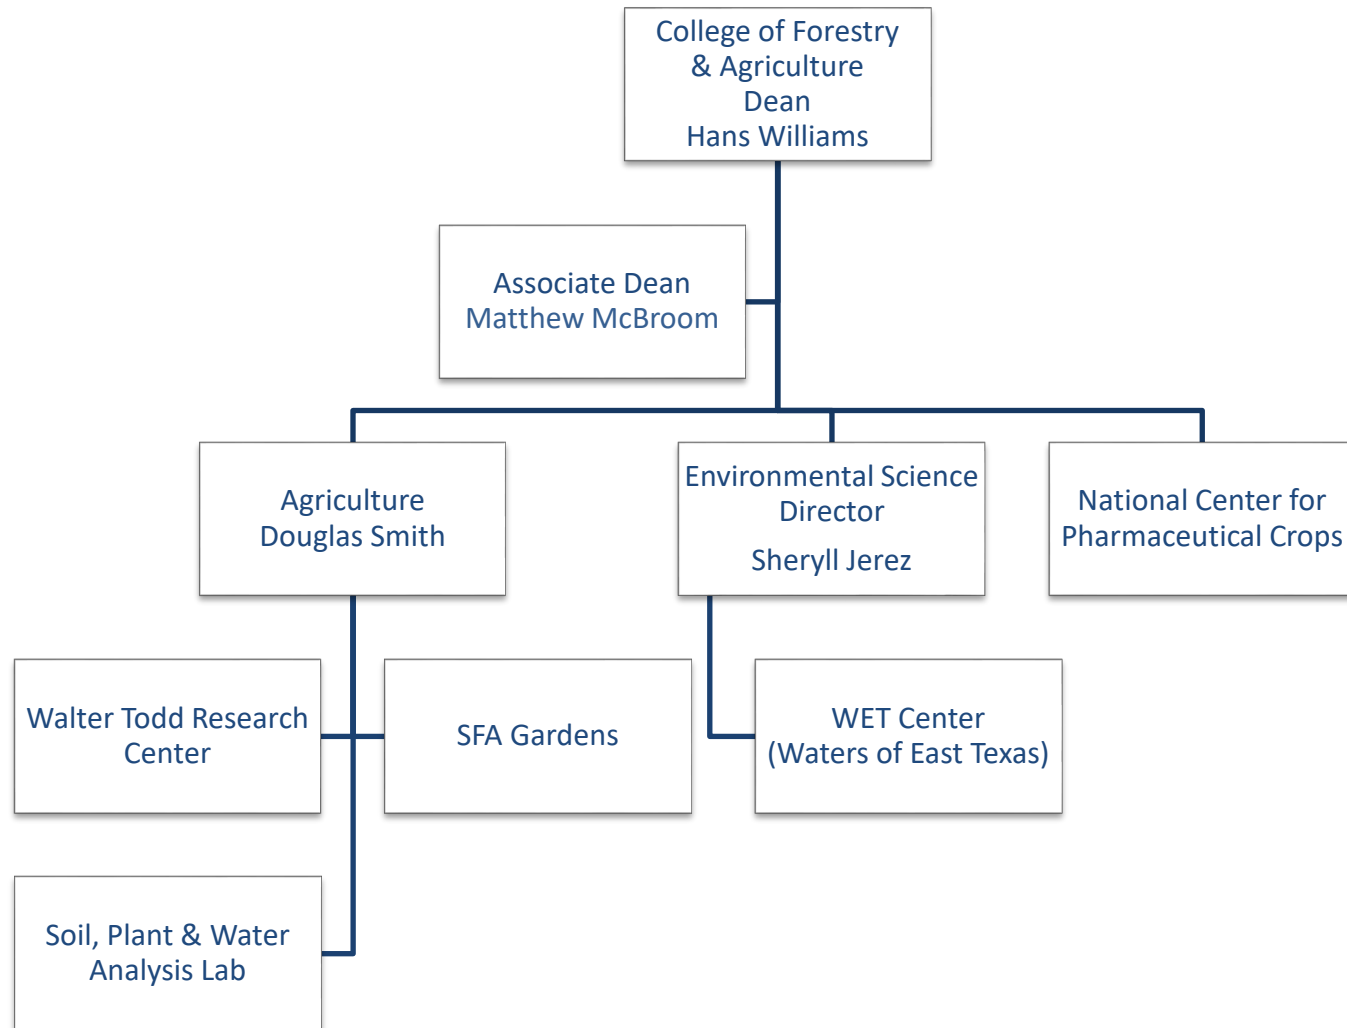 College of Forestry
& Agriculture
Dean
Hans Williams
Associate Dean
Matthew McBroom
Agriculture
Douglas Smith
Environmental Science
Director
Sheryll Jerez
National Center for
Pharmaceutical Crops
Walter Todd Research
Center
SFA Gardens
WET Center
(Waters of East Texas)
Soil, Plant & Water
Analysis Lab